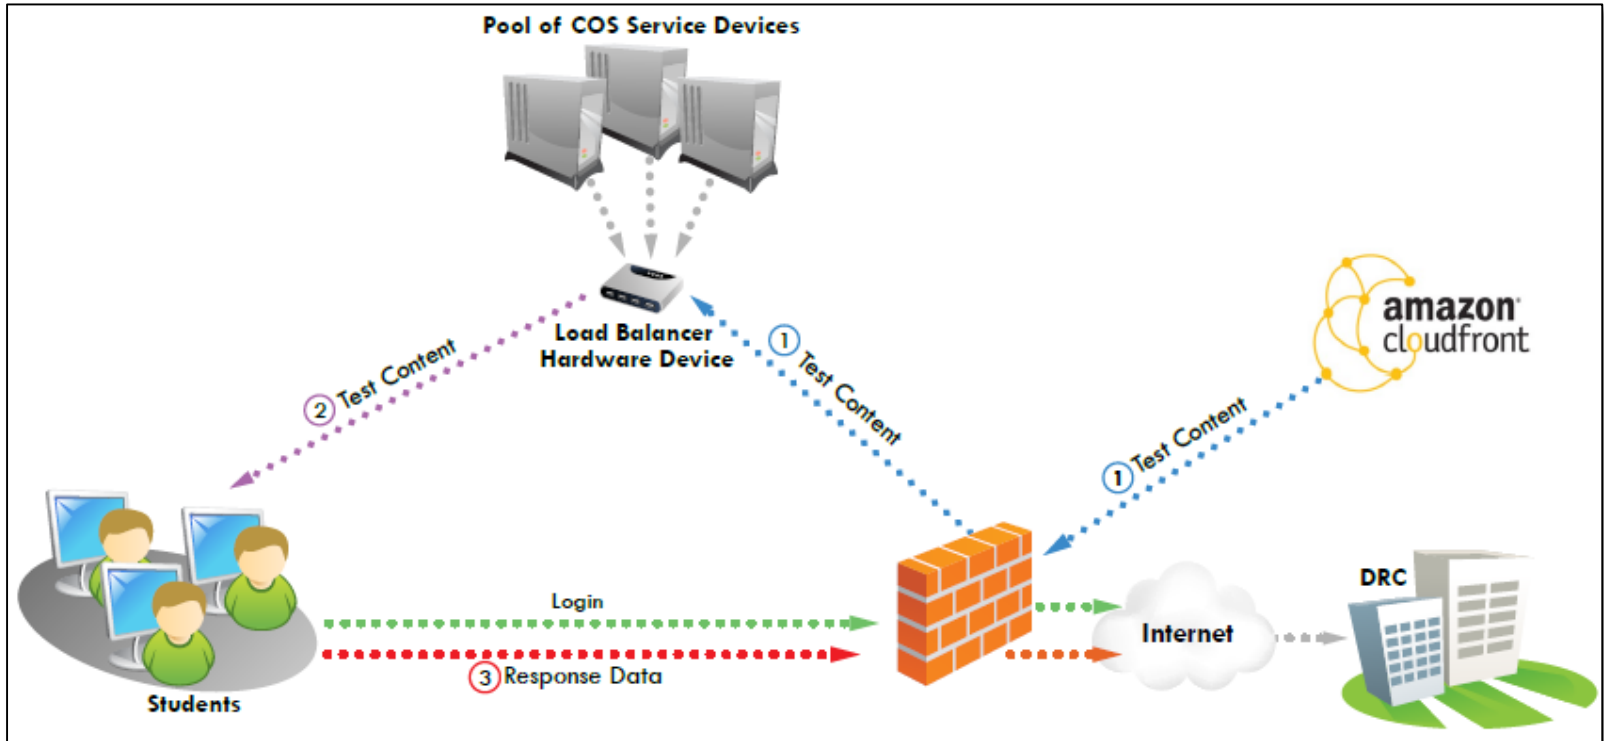 Pool of COS Service Devices
Load Balancer
Hardware Device
1 Test Content
2 Test Content
amazon
cloudfront
1 Test Content
Login
3 Response Data
Students
Internet
DRC